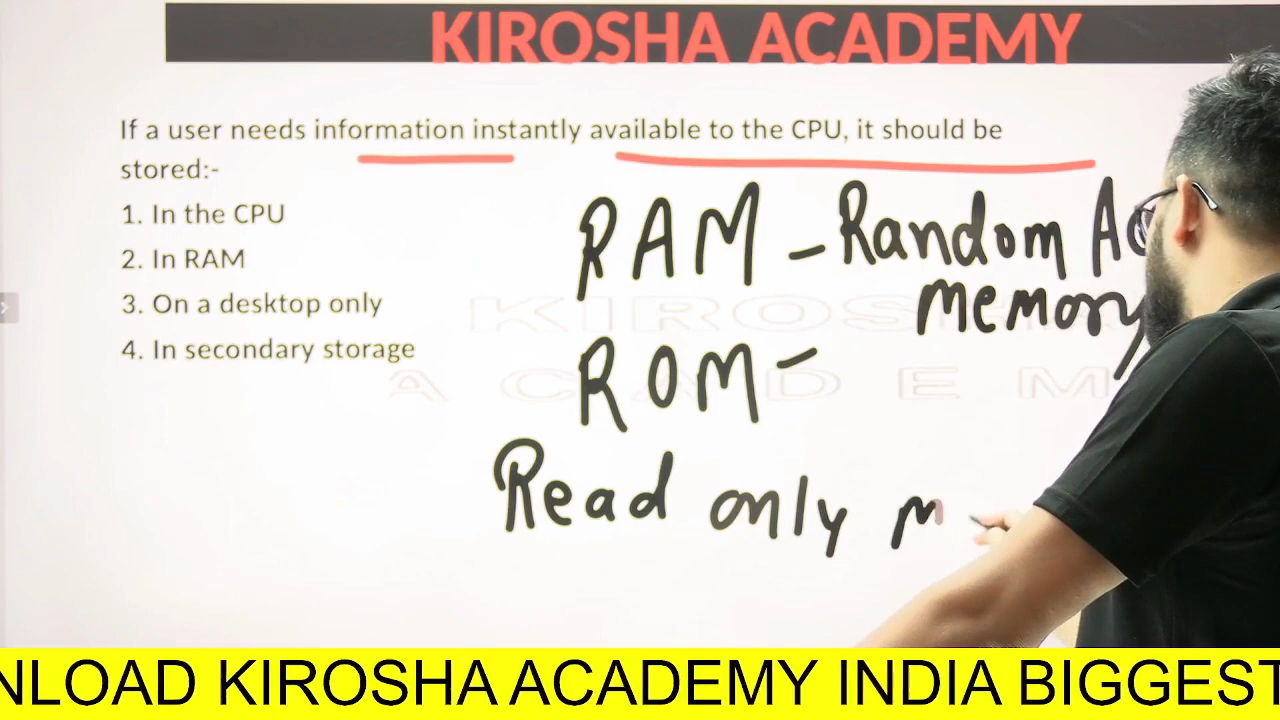 KIROSHA ACADEMY
If a user needs information instantly available to the CPU, it should be
stored:-
1. In the CPU
2. In RAM
3. On a desktop only
4. In secondary storage
RAM - Random
Memory
ROM -
Read only m
KIROSHA
ACADEM
NLOAD KIROSHA ACADEMY INDIA BIGGEST